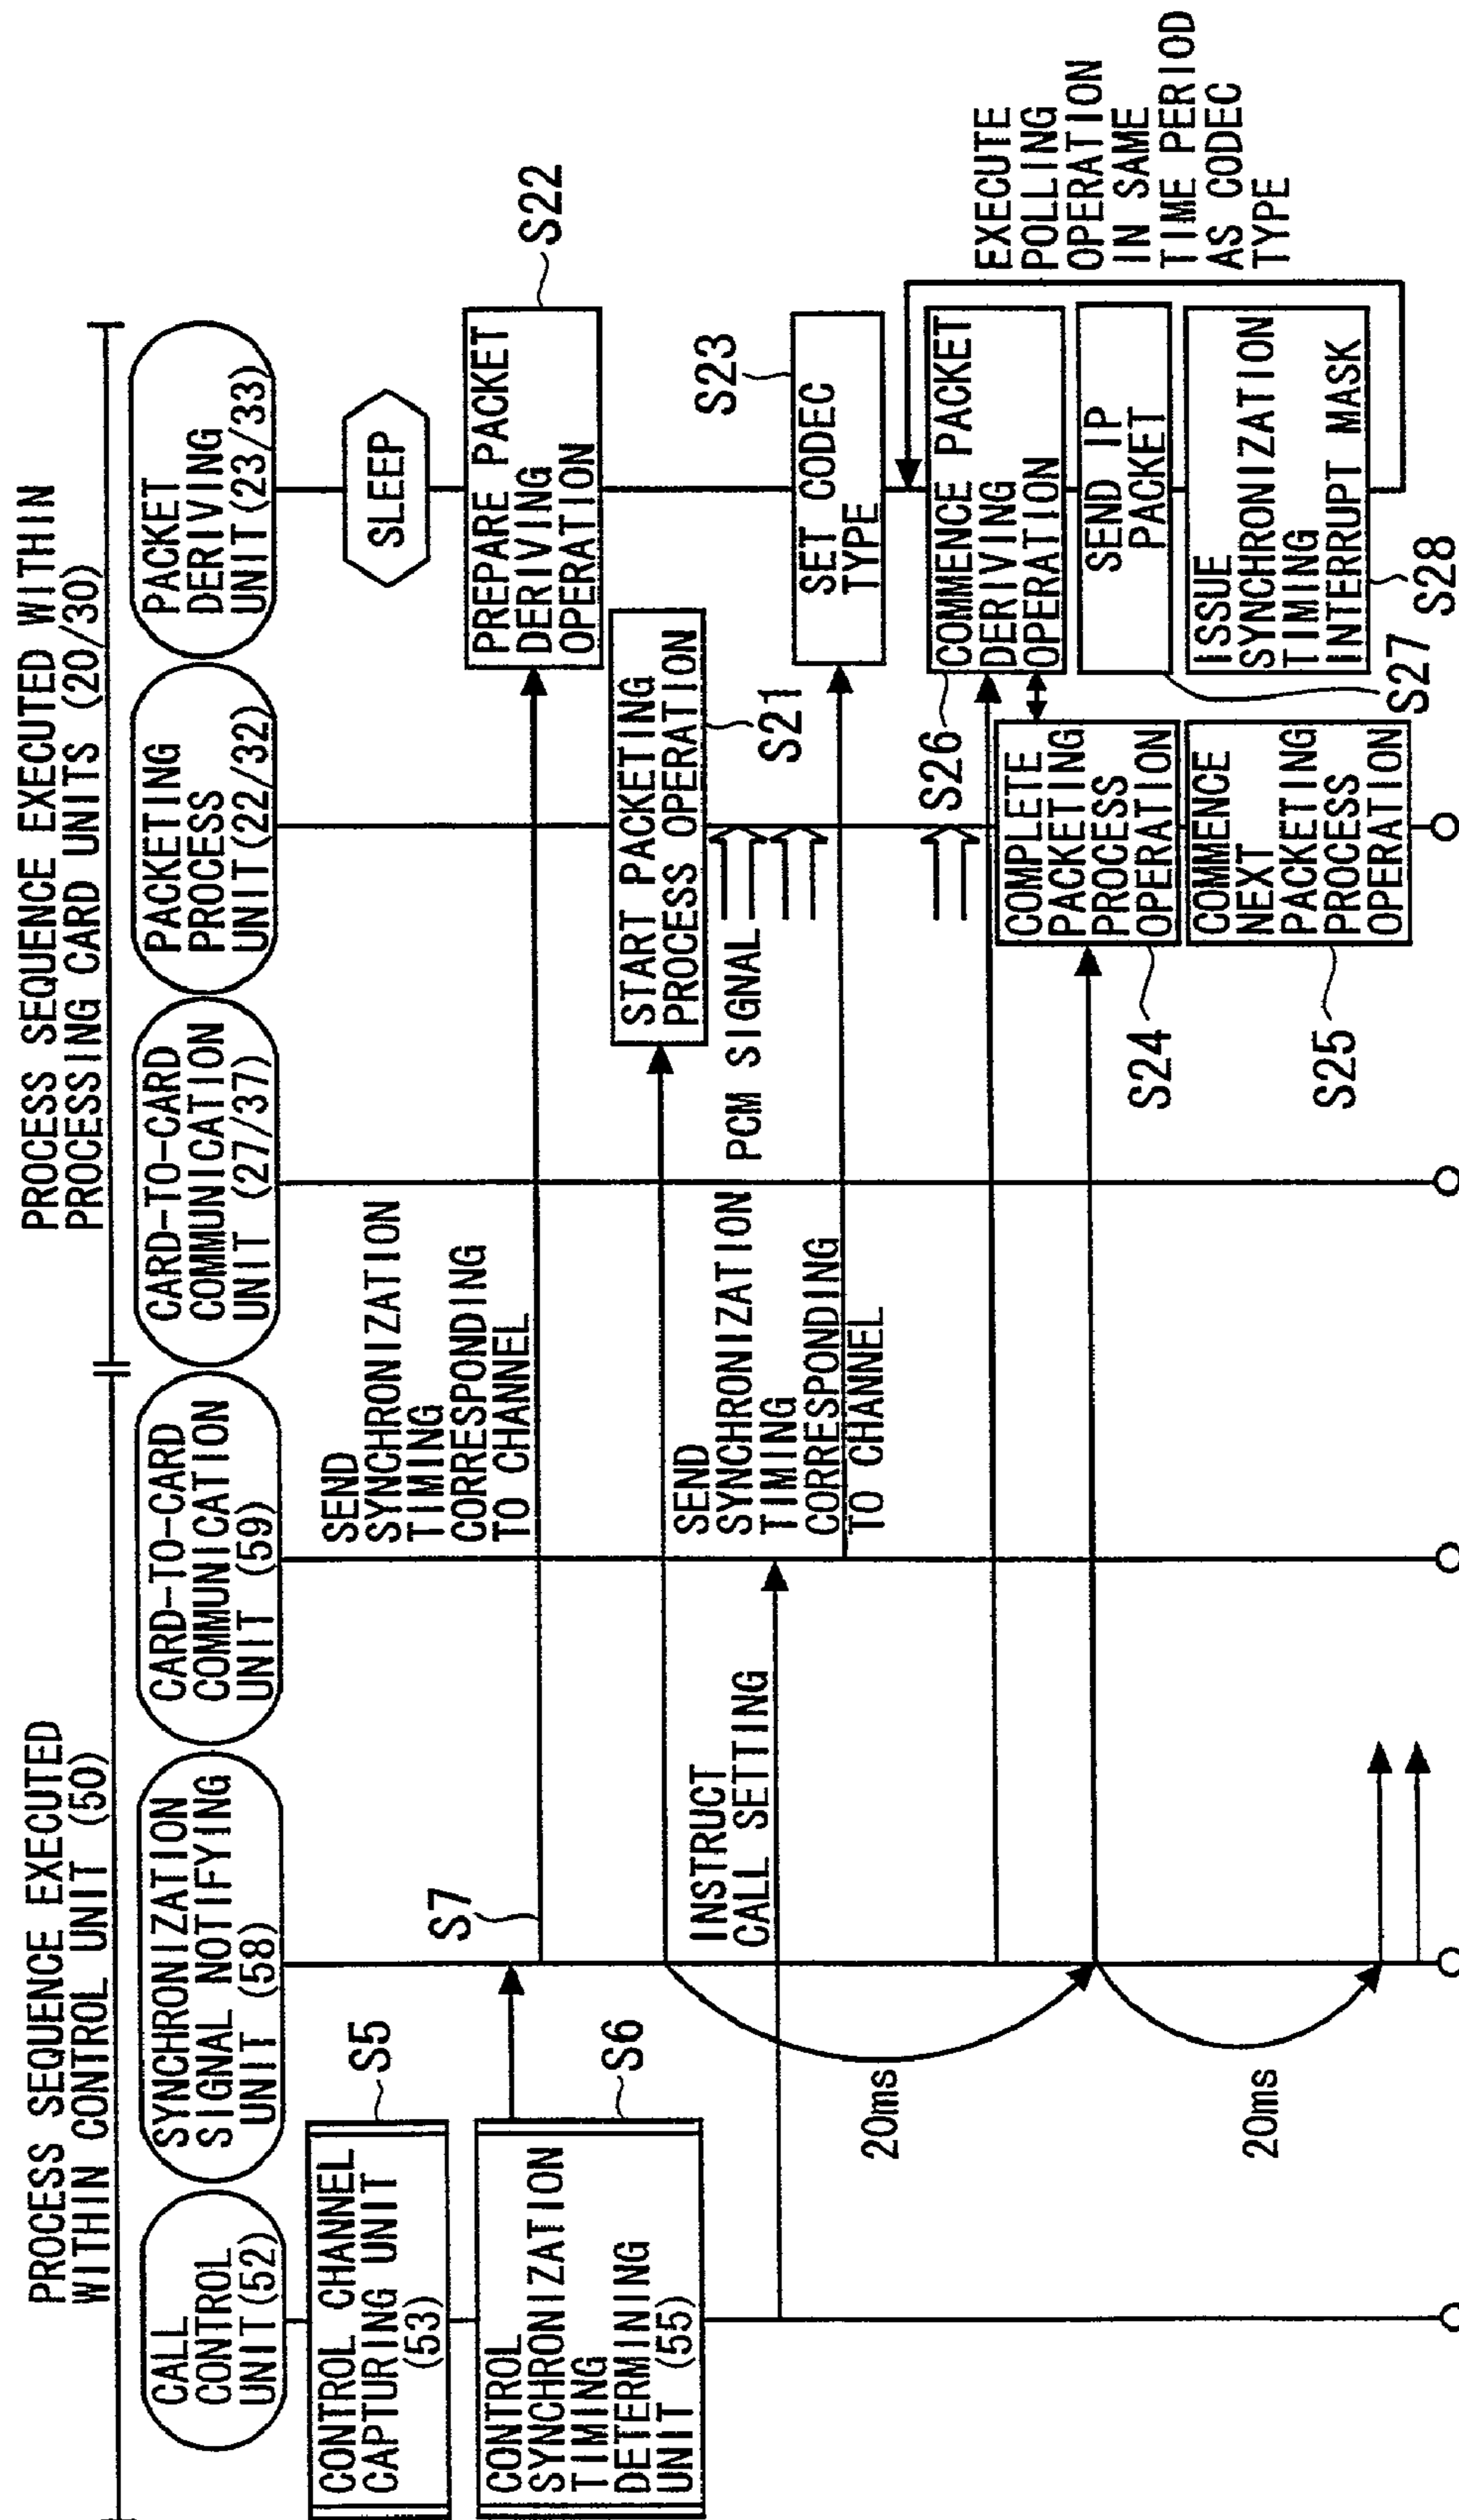 PROCESS SEQUENCE EXECUTED
WITHIN CONTROL UNIT (50)
PROCESS SEQUENCE EXECUTED WITHIN
PROCESSING CARD UNITS (20/30)
CALL
CONTROL
UNIT(52)
SYNCHRONIZATION
SIGNAL NOTIFYING
UNIT (58)
CARD-TO-CARD
COMMUNICATION
UNIT (59)
CARD-TO-CARD
COMMUNICATION
UNIT (27/37)
PACKETING
PROCESS
UNIT(22/32)
PACKET
DERIVING
UNIT(23/33)
CONTROL CHANNEL
CAPTURING UNIT
(53)
S5
CONTROL
SYNCHRONIZATION
TIMING
DETERMINING
UNIT (55)
S6
S7
SEND
SYNCHRONIZATION
TIMING
CORRESPONDING
TO CHANNEL
SLEEP
PREPARE PACKET
DERIVING
OPERATION
S22
START PACKETING
PROCESS OPERATION
S21
INSTRUCT
CALL SETTING
SEND
SYNCHRONIZATION
TIMING
CORRESPONDING
TO CHANNEL
PCM SIGNAL
SET CODEC
TYPE
S23
20ms
20ms
S26
COMMENCE PACKET
DERIVING
OPERATION
COMPLETE
PACKETING
PROCESS
OPERATION
S24
SEND IP
PACKET
S27
COMMENCE
NEXT
PACKETING
PROCESS
OPERATION
S25
ISSUE
SYNCHRONIZATION
TIMING
INTERRUPT MASK
S28
EXECUTE
POLLING
OPERATION
IN SAME
TIME PERIOD
AS CODEC
TYPE